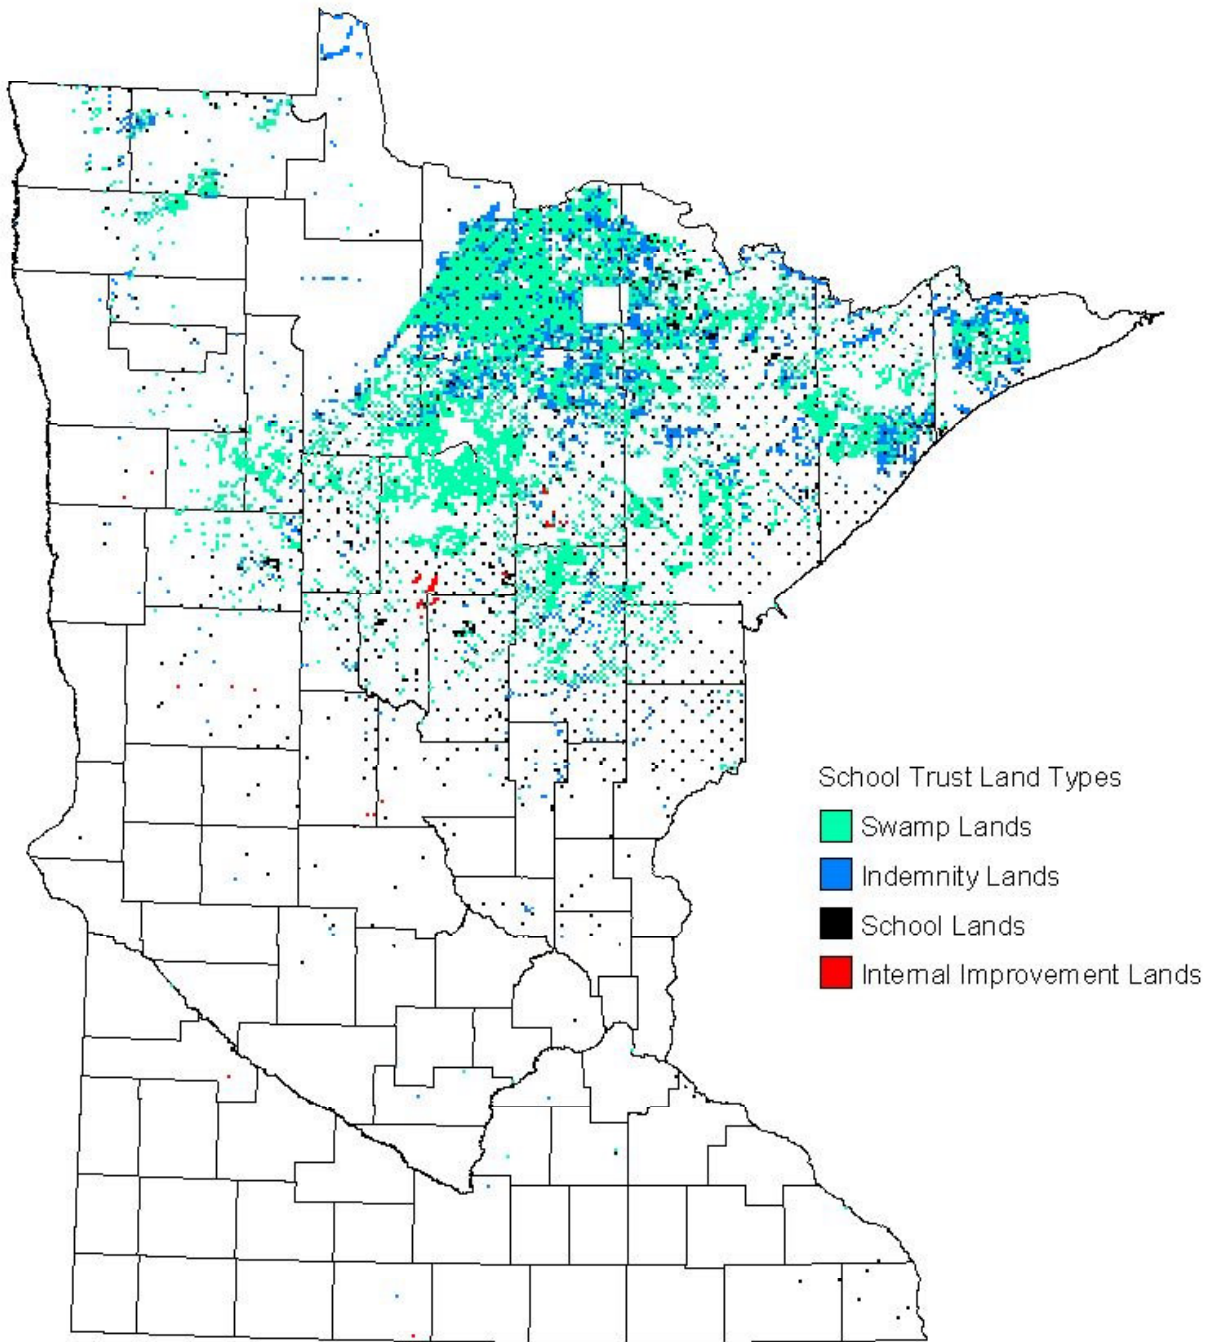 School Trust Land Types
Swamp Lands
Indemnity Lands
School Lands
Internal Improvement Lands